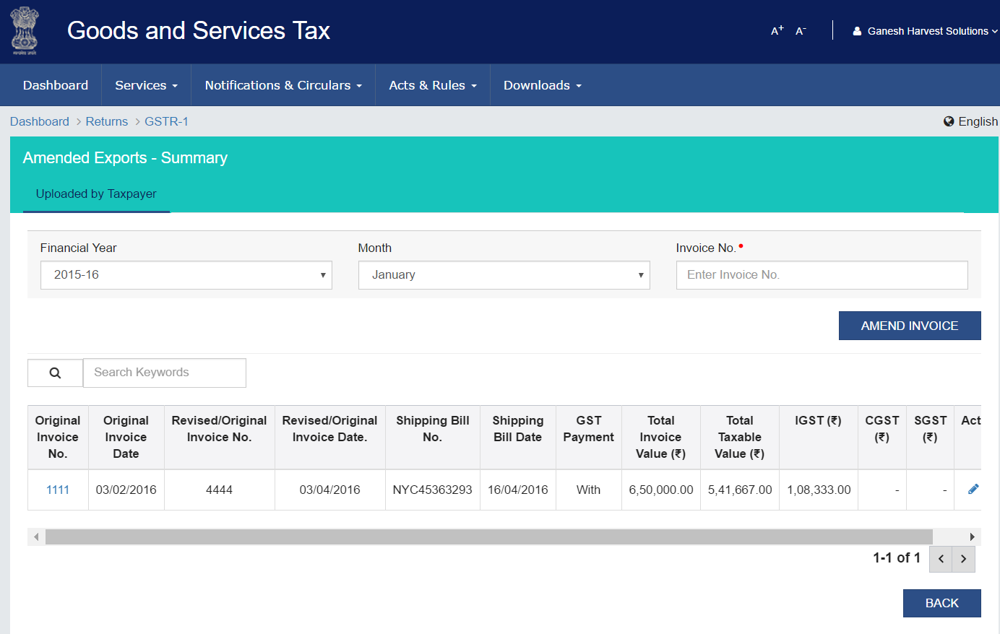 Goods and Services Tax
A+ A-
Ganesh Harvest Solutions
Dashboard Services Notifications & Circulars Acts & Rules Downloads
Dashboard > Returns > GSTR-1
English
Amended Exports - Summary
Uploaded by Taxpayer
Financial Year Month Invoice No.
2015-16 January Enter Invoice No.
AMEND INVOICE
Search Keywords
Original Invoice No. Original Invoice Date Revised/Original Invoice No. Revised/Original Invoice Date. Shipping Bill No. Shipping Bill Date GST Payment Total Invoice Value (₹) Total Taxable Value (₹) IGST (₹) CGST (₹) SGST (₹) Act
1111 03/02/2016 4444 03/04/2016 NYC45363293 16/04/2016 With 6,50,000.00 5,41,667.00 1,08,333.00 - -
1-1 of 1 < >
BACK